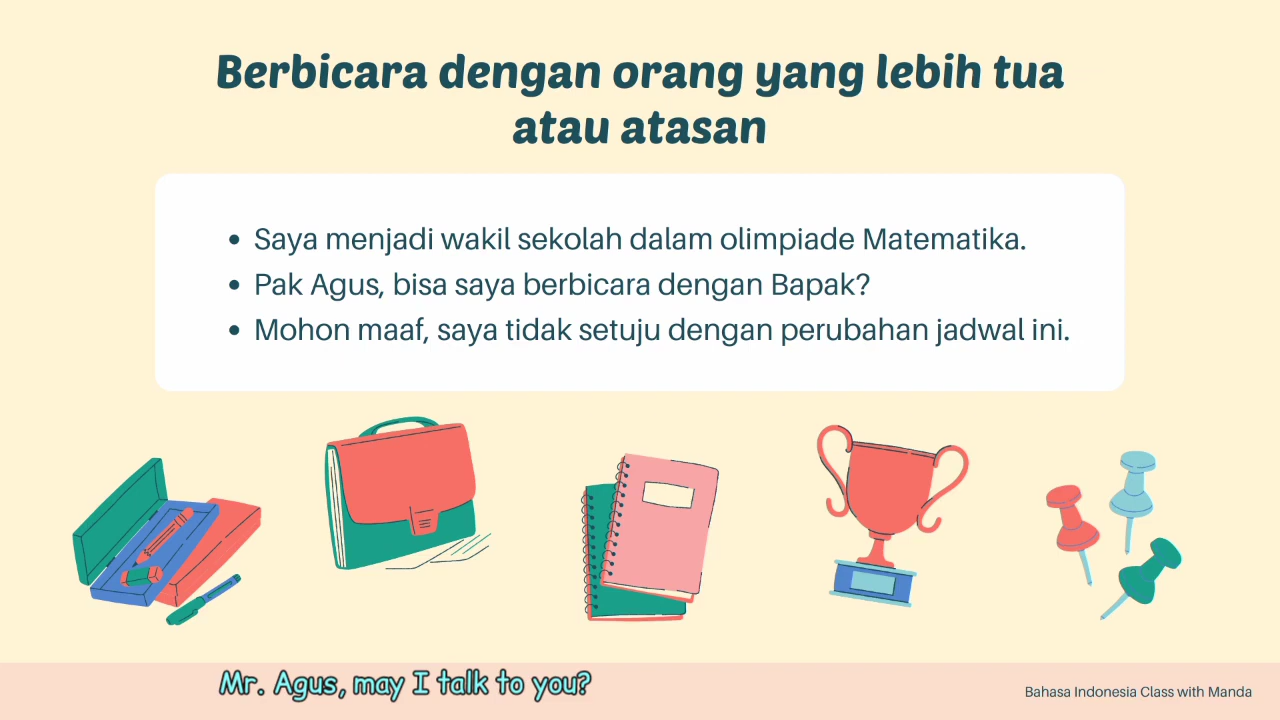 Berbicara dengan orang yang lebih tua
atau atasan
• Saya menjadi wakil sekolah dalam olimpiade Matematika.
• Pak Agus, bisa saya berbicara dengan Bapak?
• Mohon maaf, saya tidak setuju dengan perubahan jadwal ini.
Mr. Agus, may I talk to you?
Bahasa Indonesia Class with Manda